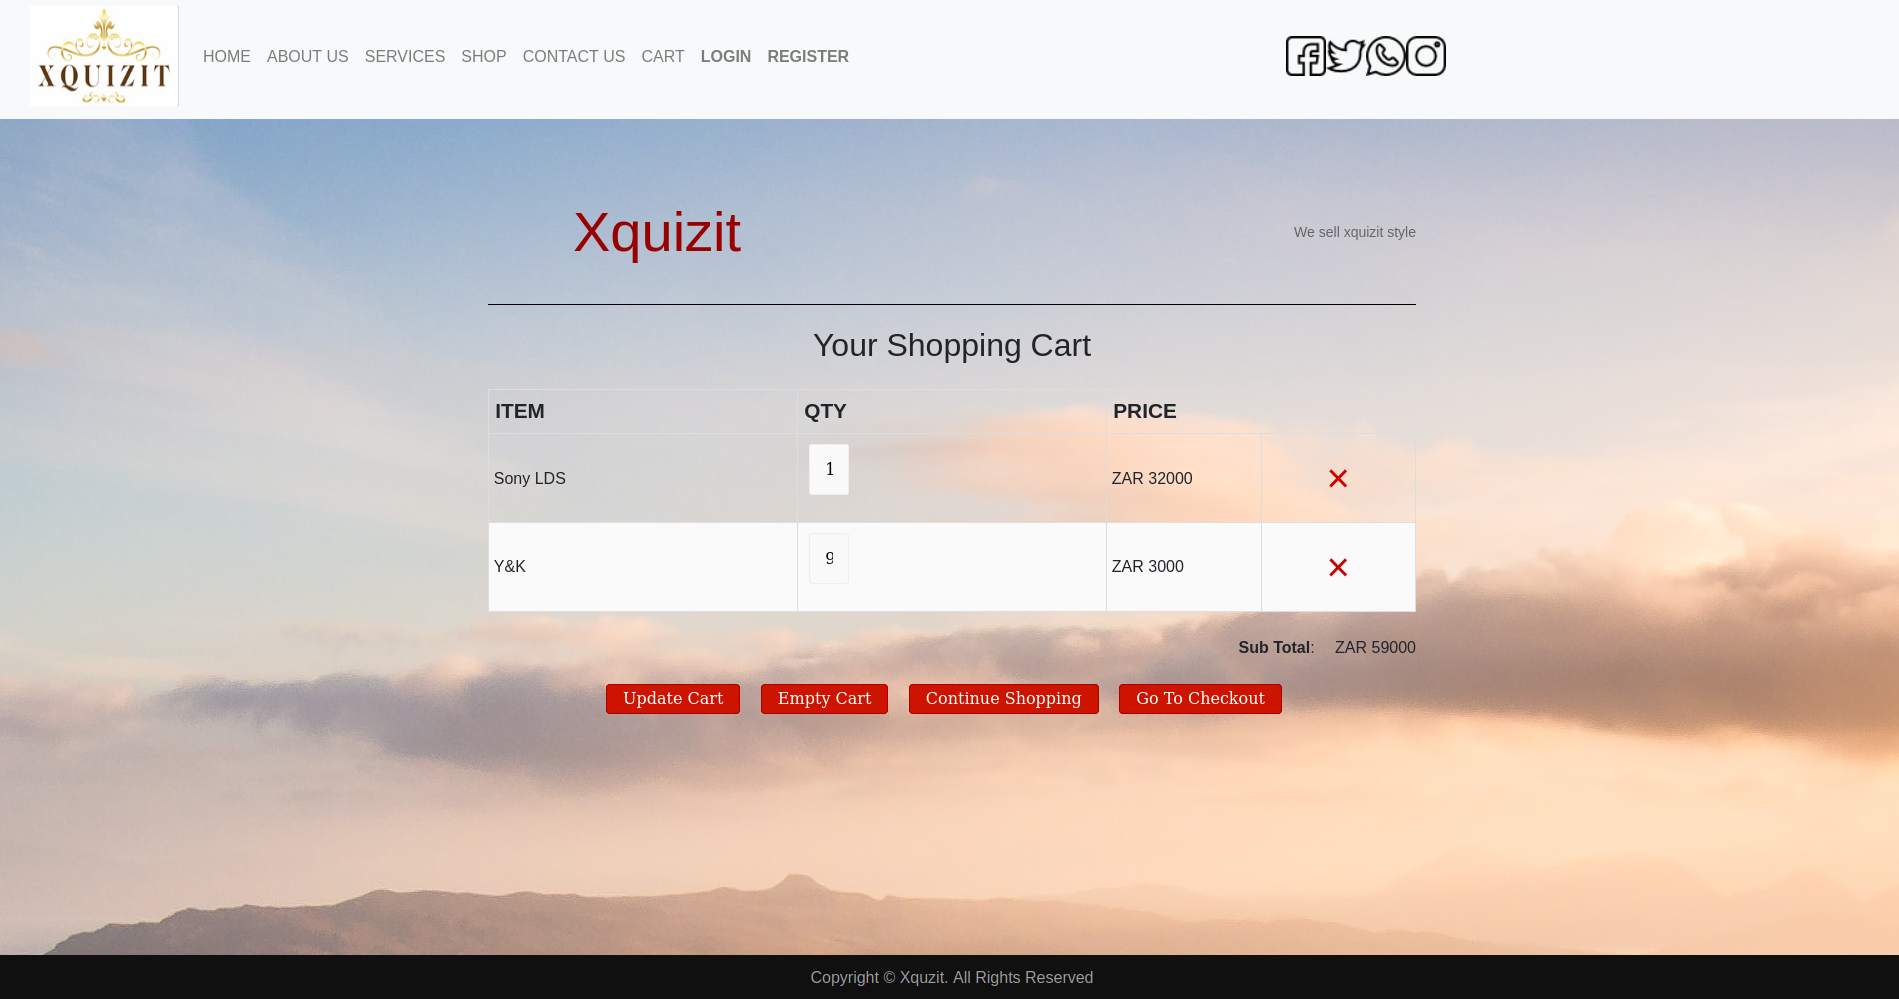 XQUIZIT
HOME ABOUT US SERVICES SHOP CONTACT US CART LOGIN REGISTER
Xquizit
We sell xquizit style
Your Shopping Cart
ITEM QTY PRICE
Sony LDS 1 ZAR 32000
Y&K 9 ZAR 3000
Sub Total: ZAR 59000
Update Cart Empty Cart Continue Shopping Go To Checkout
Copyright © Xquzit. All Rights Reserved